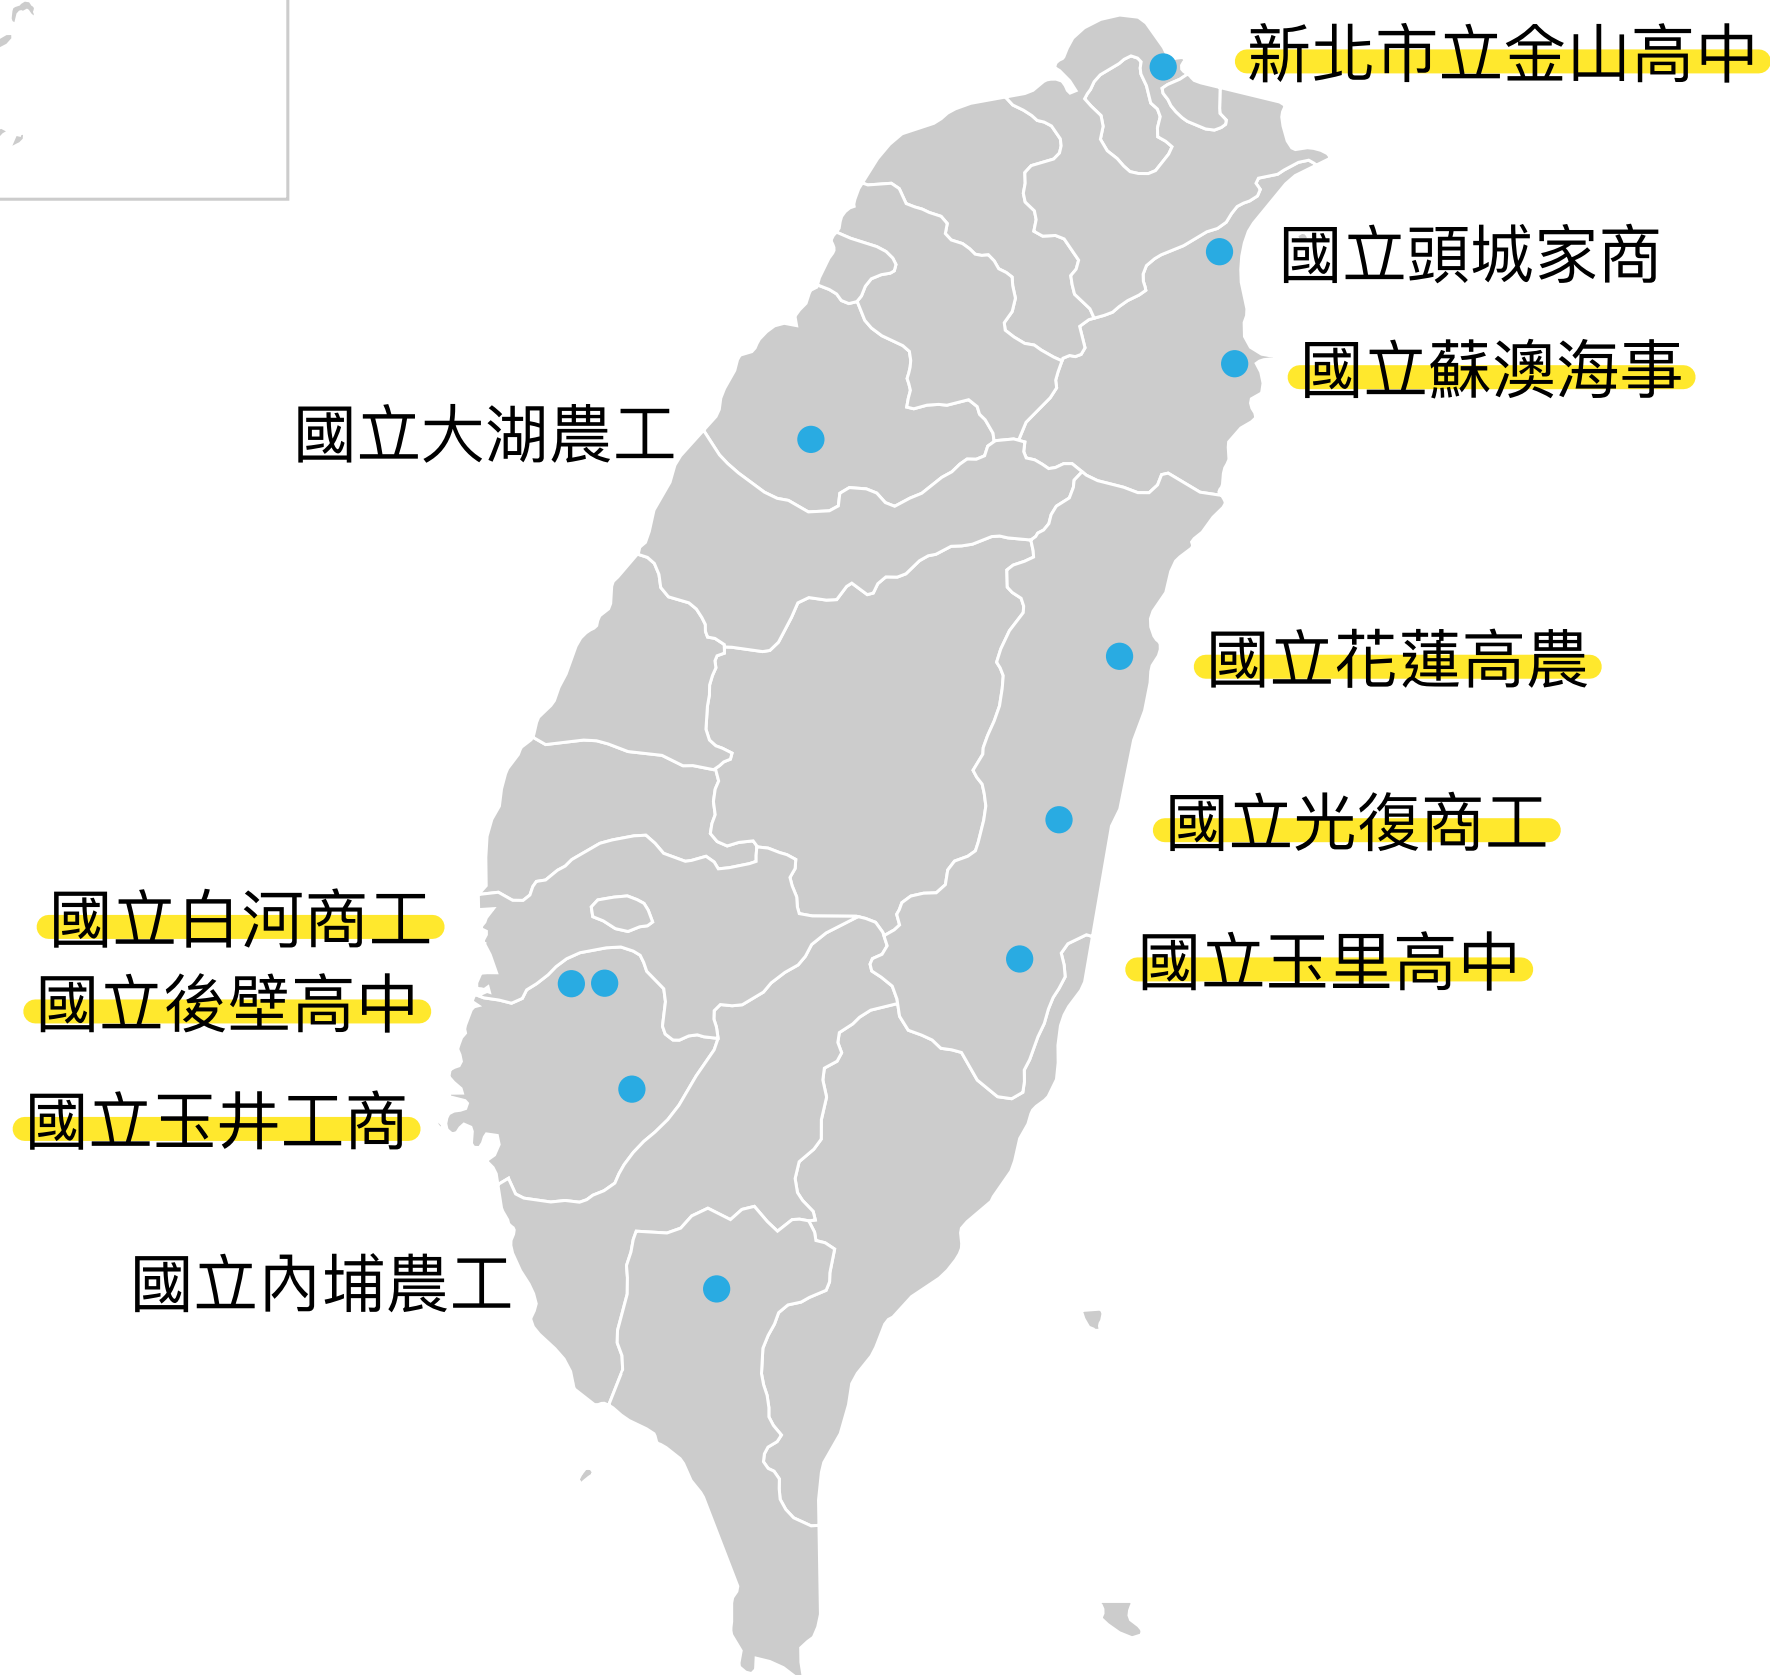 新北市立金山高中
國立頭城家商
國立蘇澳海事
國立大湖農工
國立花蓮高農
國立光復商工
國立白河商工
國立玉里高中
國立後壁高中
國立玉井工商
國立內埔農工